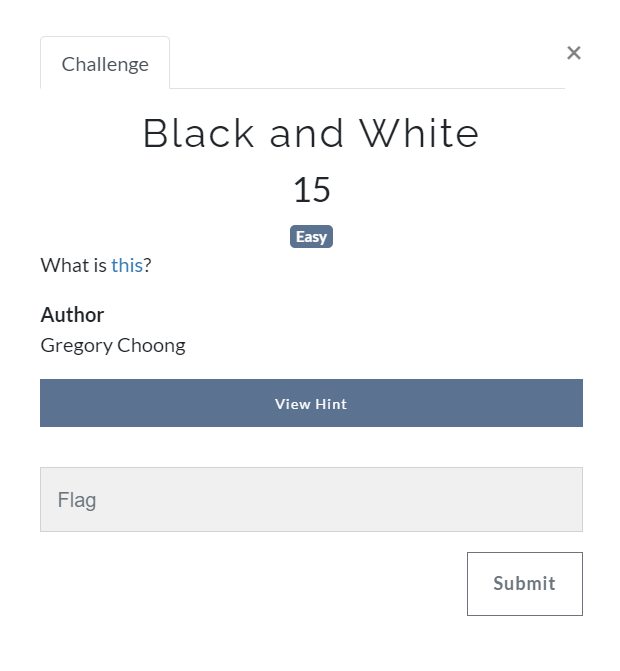 Challenge
×
Black and White
15
Easy
What is this?
Author
Gregory Choong
View Hint
Flag
Submit